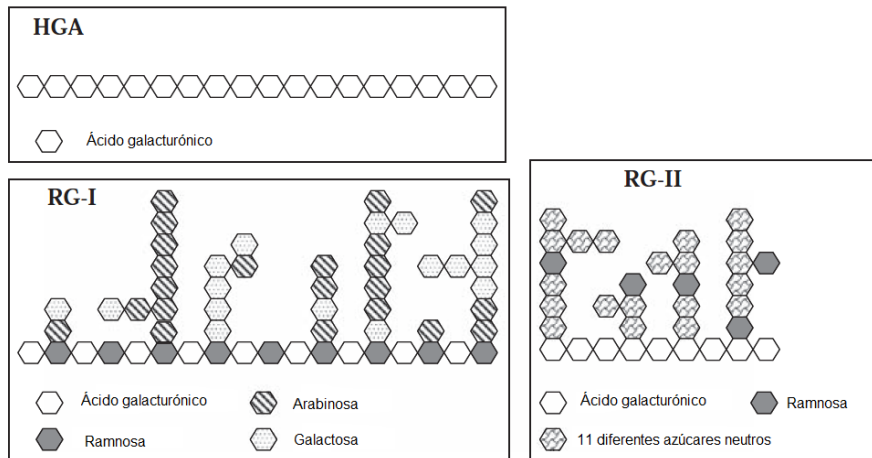 HGA
Ácido galacturónico
RG-I
Ácido galacturónico
Arabinosa
Ramnosa
Galactosa
RG-II
Ácido galacturónico
Ramnosa
11 diferentes azúcares neutros